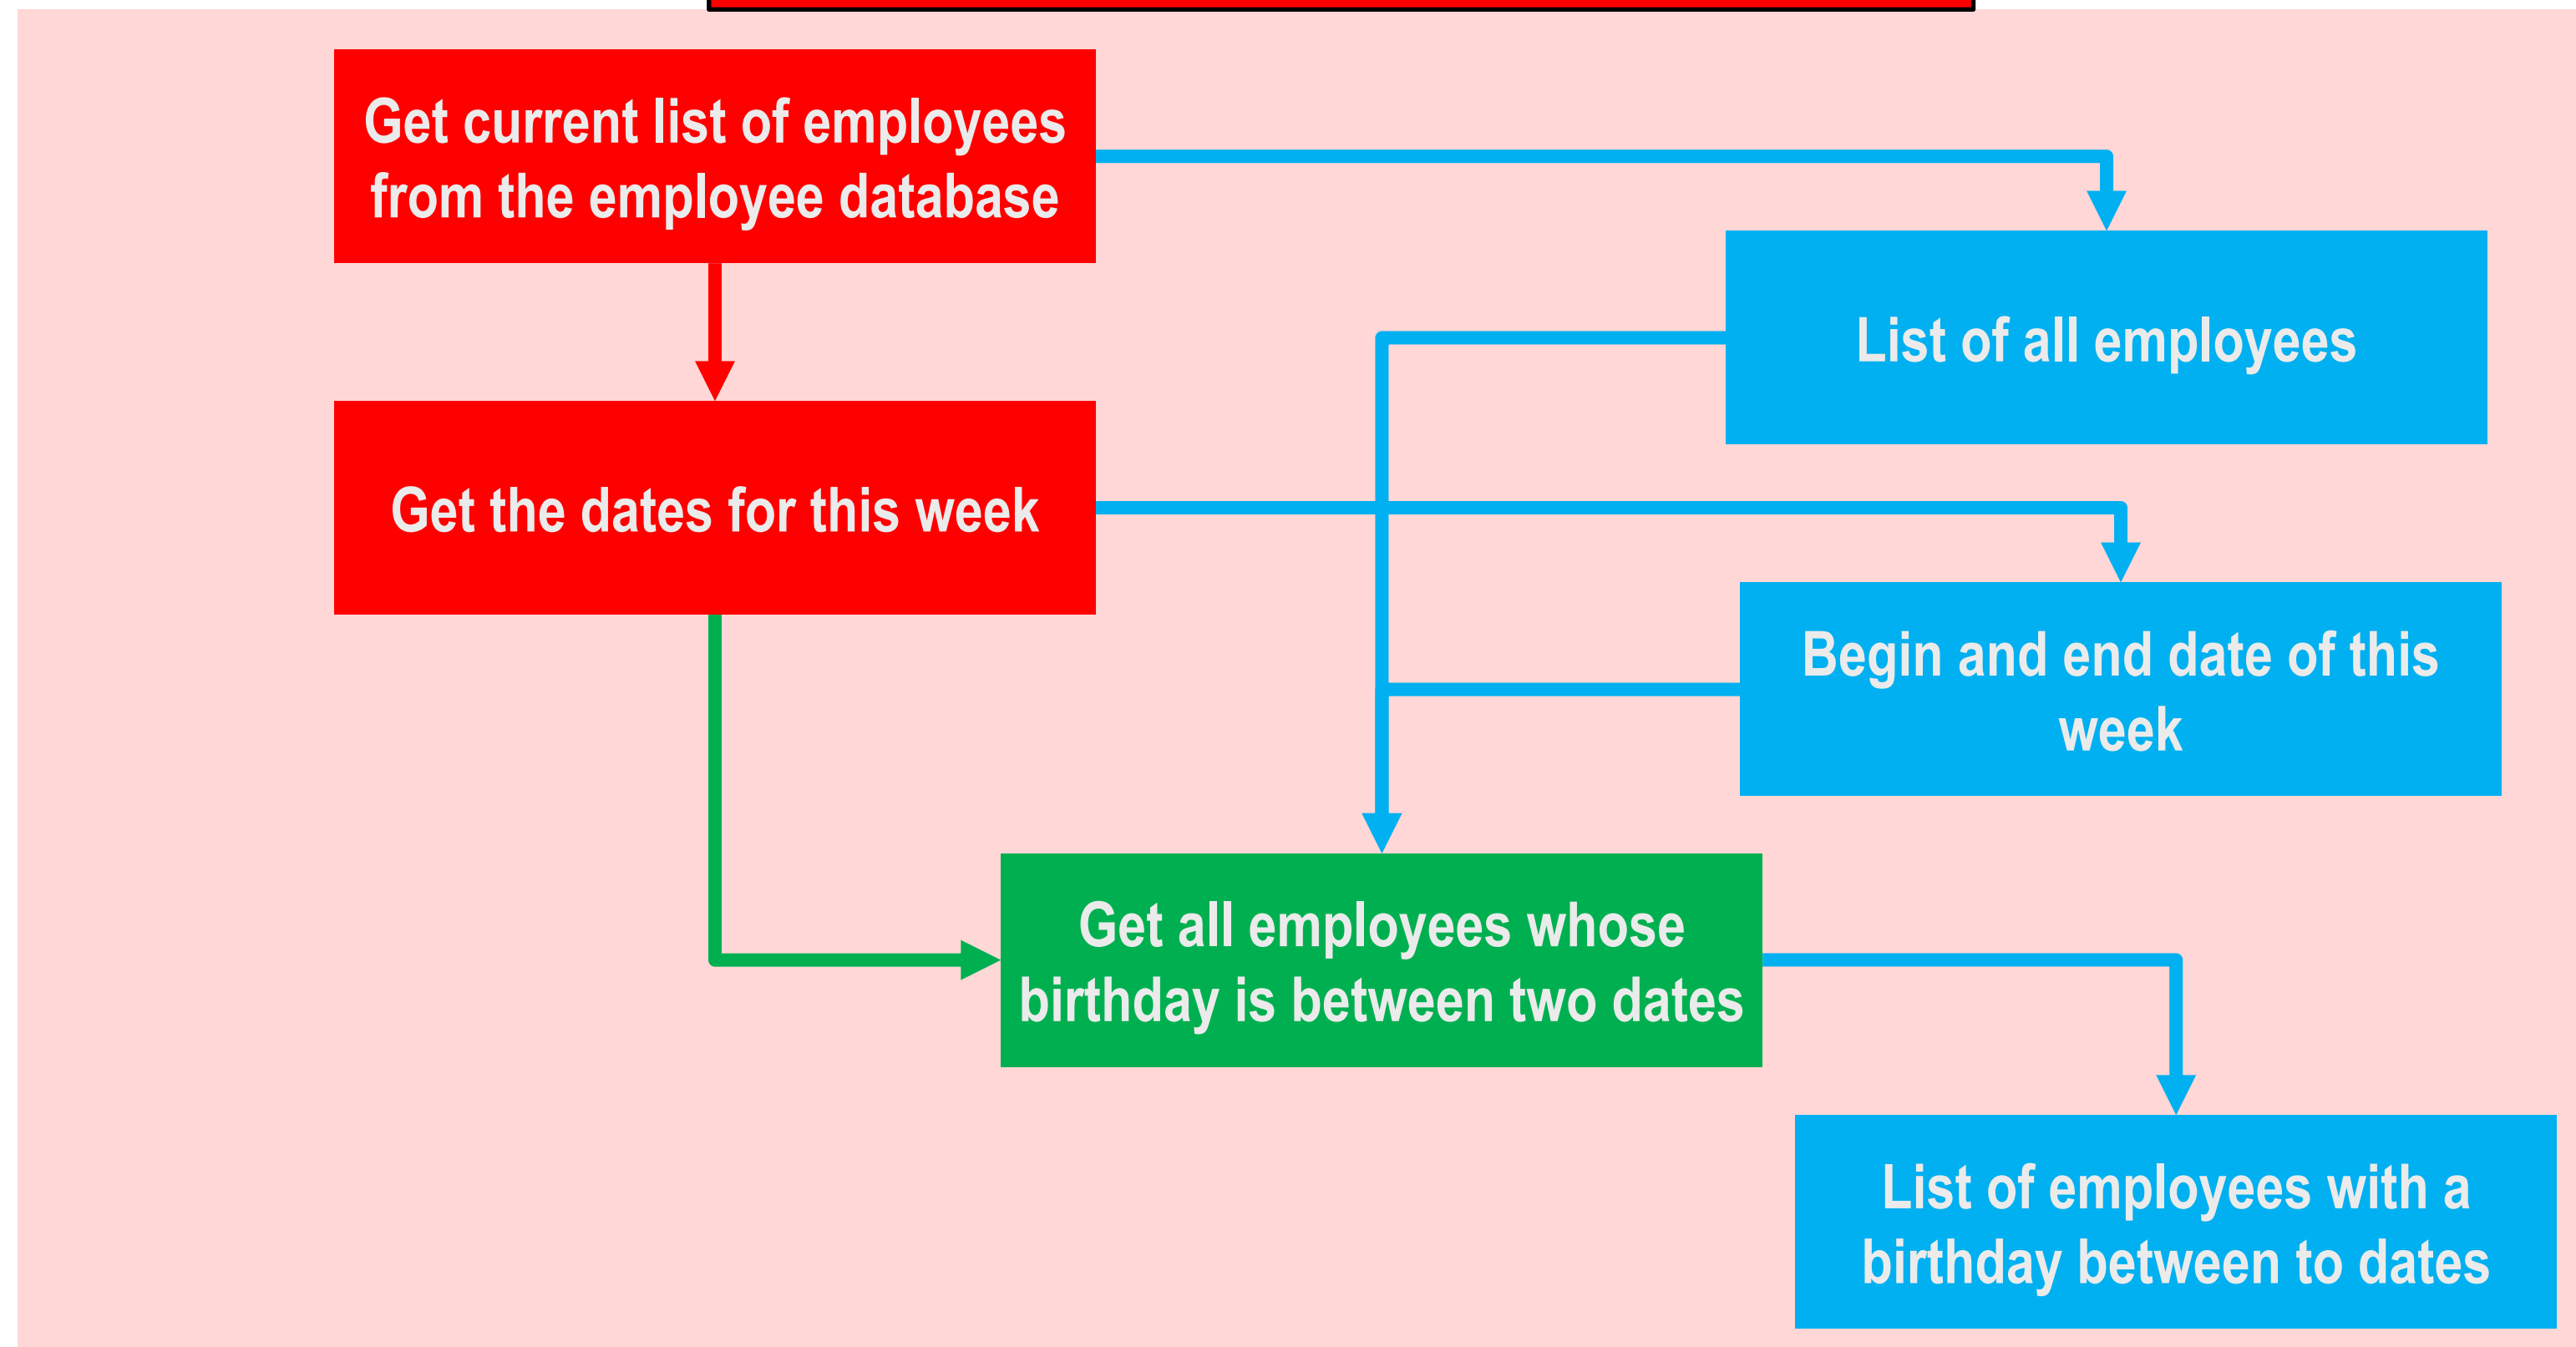 Get current list of employees
from the employee database
List of all employees
Get the dates for this week
Begin and end date of this
week
Get all employees whose
birthday is between two dates
List of employees with a
birthday between to dates